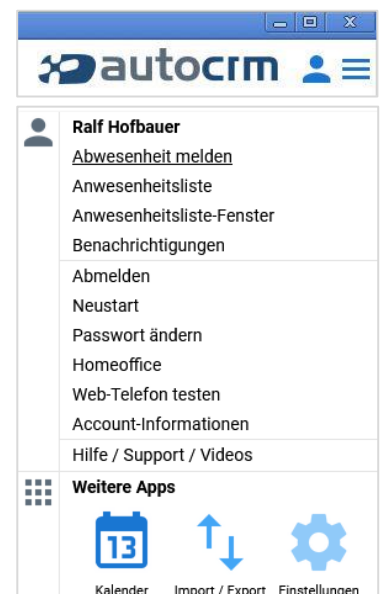 autocrm
Ralf Hofbauer
Abwesenheit melden
Anwesenheitsliste
Anwesenheitsliste-Fenster
Benachrichtigungen
Abmelden
Neustart
Passwort ändern
Homeoffice
Web-Telefon testen
Account-Informationen
Hilfe / Support / Videos
Weitere Apps
13
Kalender Import / Export Einstellungen